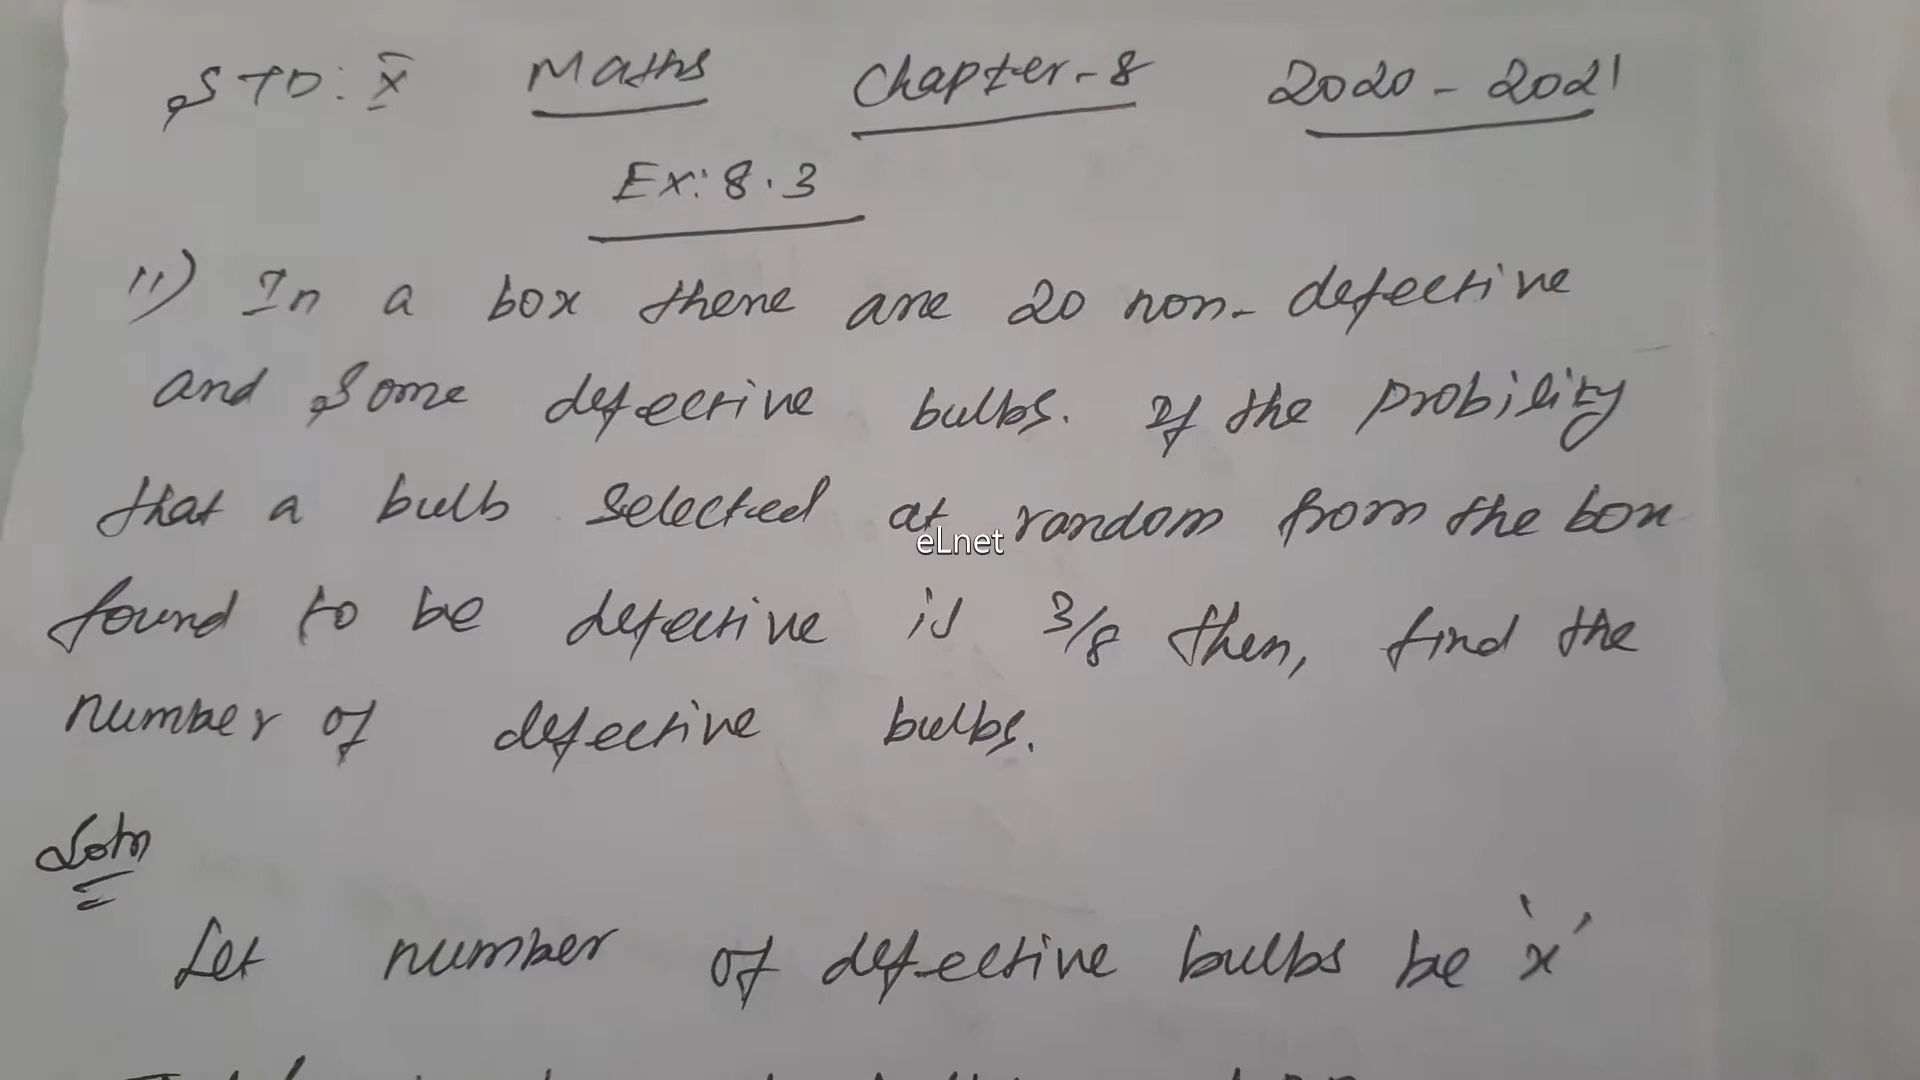 STD: X Maths Chapter-8 2020-2021
Ex: 8.3
11) In a box there are 20 non-defective
and Some defective bulbs. If the probility
that a bulb selected at random from the box
eLnet
found to be defective is 3/8 then, find the
number of defective bulbs.
Soln
Let number of defective bulbs be 'x'